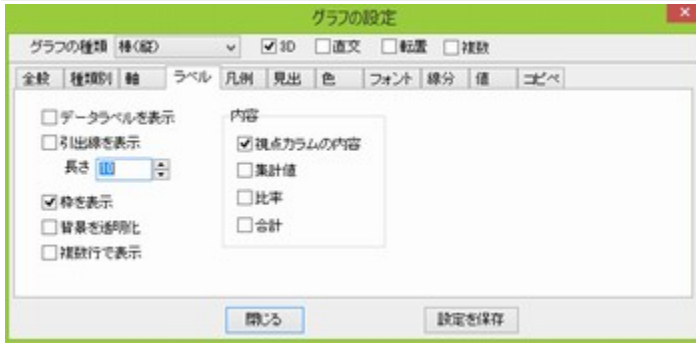 グラフの設定
グラフの種類 棒(縦) 3D 直交 転置 複数
全般 種類別 軸 ラベル 凡例 見出 色 フォント 線分 値 コピペ
データラベルを表示
引出線を表示
長さ 10
枠を表示
背景を透明化
複数行で表示
内容
視点カラムの内容
集計値
比率
合計
閉じる 設定を保存